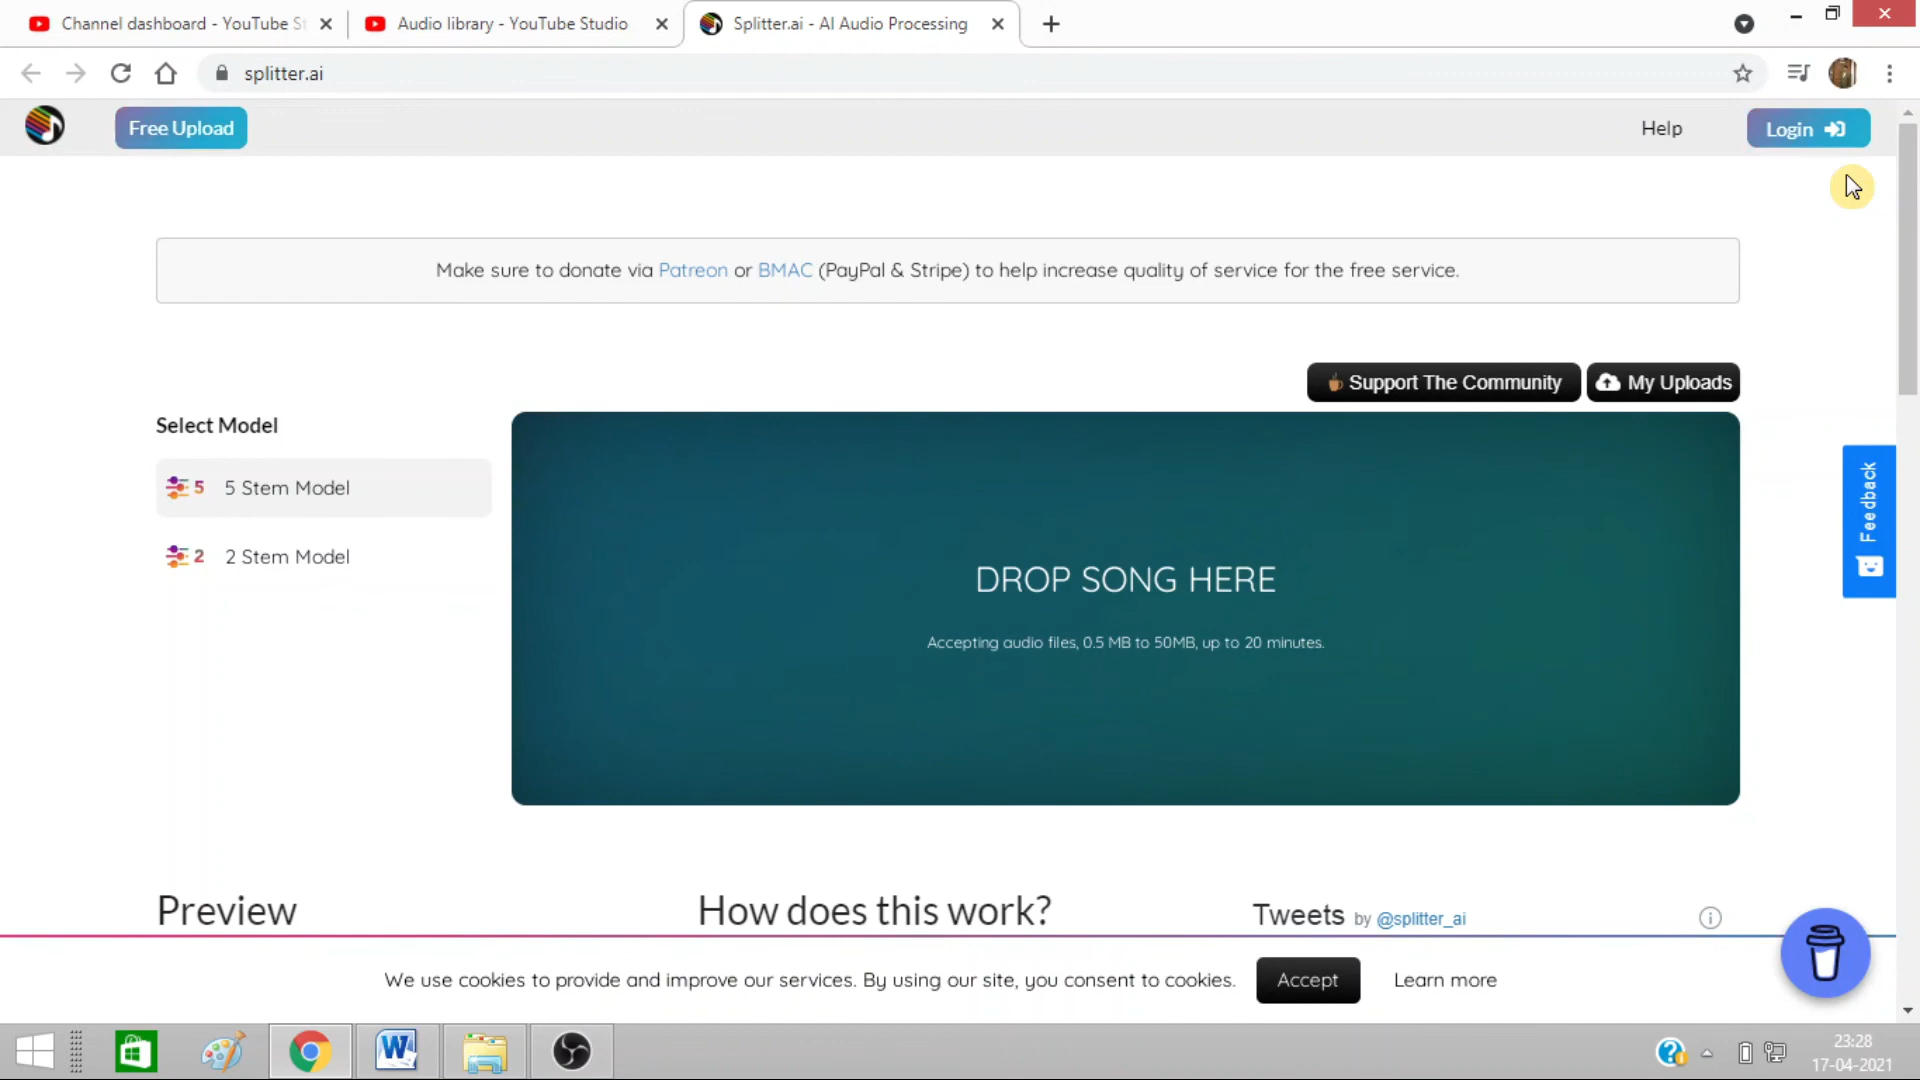 Channel dashboard - YouTube St
Audio library - YouTube Studio
Splitter.ai - AI Audio Processing
splitter.ai
Free Upload
Help
Login
Make sure to donate via Patreon or BMAC (PayPal & Stripe) to help increase quality of service for the free service.
Support The Community
My Uploads
Select Model
5 5 Stem Model
2 2 Stem Model
DROP SONG HERE
Accepting audio files, 0.5 MB to 50MB, up to 20 minutes.
Feedback
Preview
How does this work?
Tweets by @splitter_ai
We use cookies to provide and improve our services. By using our site, you consent to cookies.
Accept
Learn more
23:28
17-04-2021